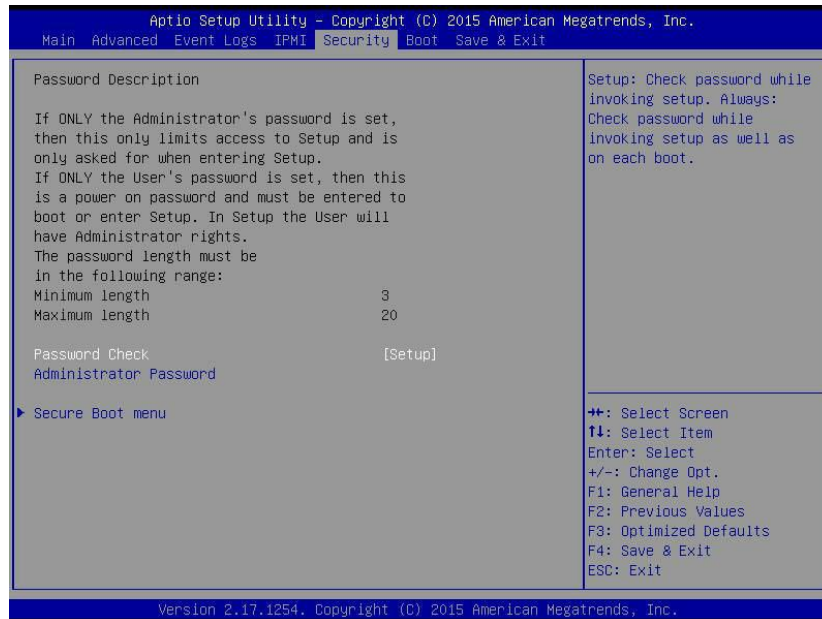 Aptio Setup Utility – Copyright (C) 2015 American Megatrends, Inc.
Main Advanced Event Logs IPMI Security Boot Save & Exit
Password Description
If ONLY the Administrator's password is set,
then this only limits access to Setup and is
only asked for when entering Setup.
If ONLY the User's password is set, then this
is a power on password and must be entered to
boot or enter Setup. In Setup the User will
have Administrator rights.
The password length must be
in the following range:
Minimum length 3
Maximum length 20
Password Check [Setup]
Administrator Password
Secure Boot menu
Setup: Check password while
invoking setup. Always:
Check password while
invoking setup as well as
on each boot.
→←: Select Screen
↑↓: Select Item
Enter: Select
+/-: Change Opt.
F1: General Help
F2: Previous Values
F3: Optimized Defaults
F4: Save & Exit
ESC: Exit
Version 2.17.1254. Copyright (C) 2015 American Megatrends, Inc.